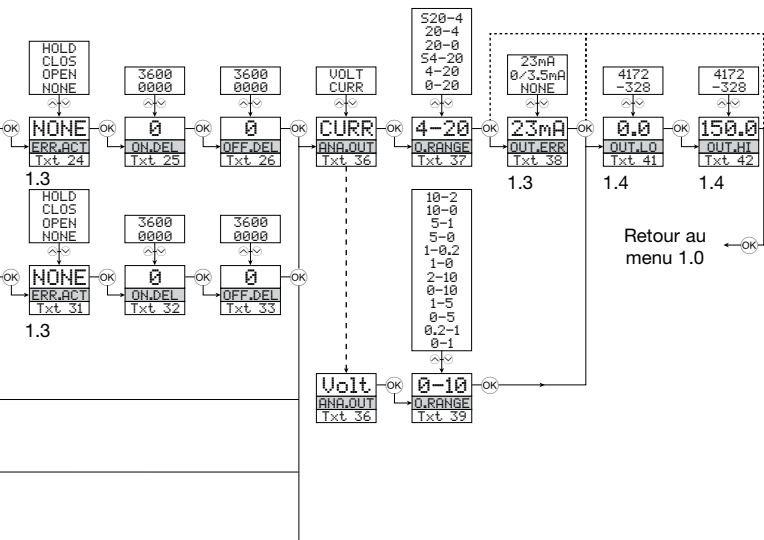 S20-4
20-4
20-0
S4-20
4-20
0-20
HOLD
CLOS
OPEN
NONE
3600
0000
3600
0000
VOLT
CURR
23mA
0/3.5mA
NONE
4172
-328
4172
-328
OK
NONE
ERR.ACT
Txt 24
1.3
OK
0
ON.DEL
Txt 25
OK
0
OFF.DEL
Txt 26
OK
CURR
ANA.OUT
Txt 36
OK
4-20
O.RANGE
Txt 37
OK
23mA
OUT.ERR
Txt 38
1.3
OK
0.0
OUT.LO
Txt 41
1.4
OK
150.0
OUT.HI
Txt 42
1.4
HOLD
CLOS
OPEN
NONE
3600
0000
3600
0000
OK
NONE
ERR.ACT
Txt 31
1.3
OK
0
ON.DEL
Txt 32
OK
0
OFF.DEL
Txt 33
OK
10-2
10-0
5-1
5-0
1-0.2
1-0
2-10
0-10
1-5
0-5
0.2-1
0-1
Retour au
menu 1.0
OK
Volt
ANA.OUT
Txt 36
OK
0-10
O.RANGE
Txt 39
OK